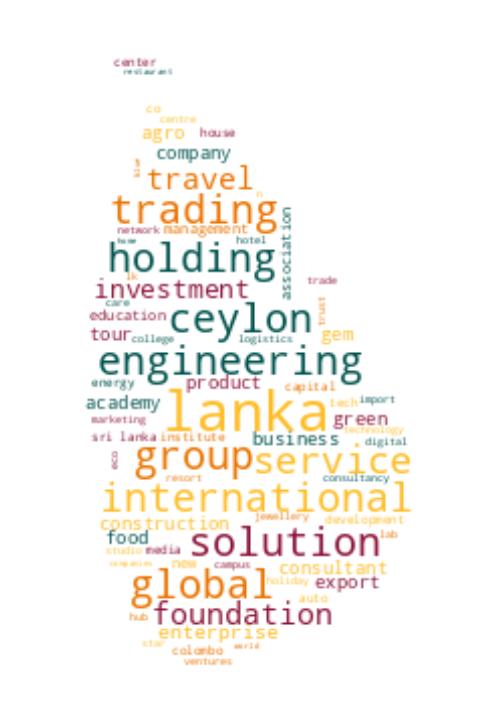 center
restaurant
co
centre
agro house
company
blue
travel
n
trading
network management
home hotel
association
holding
lk
investment trade
care
education ceylon trust
tour college logistics gem
engineering
energy product capital
academy lanka tech import
marketing green
technology
sri lanka institute business digital
eco group service
resort consultancy
international
construction jewellery development
food solution lab
studio media
companies new campus consultant
global holiday export
auto
hub foundation
enterprise
star colombo world
ventures